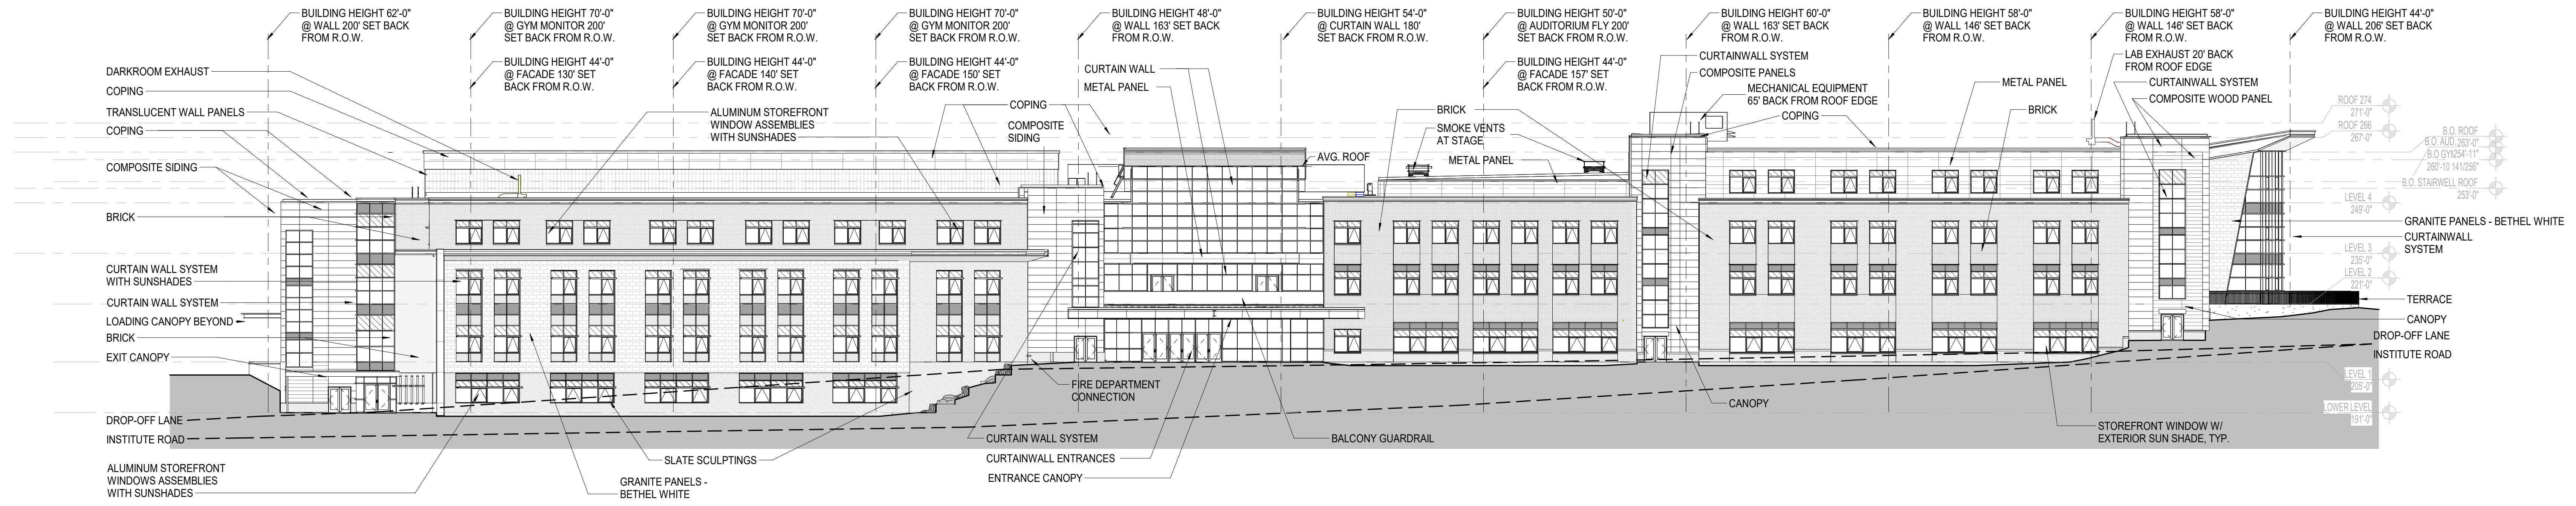 BUILDING HEIGHT 62'-0"
@ WALL 200' SET BACK
FROM R.O.W.
BUILDING HEIGHT 70'-0"
@ GYM MONITOR 200'
SET BACK FROM R.O.W.
BUILDING HEIGHT 70'-0"
@ GYM MONITOR 200'
SET BACK FROM R.O.W.
BUILDING HEIGHT 70'-0"
@ GYM MONITOR 200'
SET BACK FROM R.O.W.
BUILDING HEIGHT 48'-0"
@ WALL 163' SET BACK
FROM R.O.W.
BUILDING HEIGHT 54'-0"
@ CURTAIN WALL 180'
SET BACK FROM R.O.W.
BUILDING HEIGHT 50'-0"
@ AUDITORIUM FLY 200'
SET BACK FROM R.O.W.
BUILDING HEIGHT 60'-0"
@ WALL 163' SET BACK
FROM R.O.W.
BUILDING HEIGHT 58'-0"
@ WALL 146' SET BACK
FROM R.O.W.
BUILDING HEIGHT 58'-0"
@ WALL 146' SET BACK
FROM R.O.W.
BUILDING HEIGHT 44'-0"
@ WALL 206' SET BACK
FROM R.O.W.
BUILDING HEIGHT 44'-0"
@ FACADE 130' SET
BACK FROM R.O.W.
BUILDING HEIGHT 44'-0"
@ FACADE 140' SET
BACK FROM R.O.W.
BUILDING HEIGHT 44'-0"
@ FACADE 150' SET
BACK FROM R.O.W.
BUILDING HEIGHT 44'-0"
@ FACADE 157' SET
BACK FROM R.O.W.
DARKROOM EXHAUST
COPING
TRANSLUCENT WALL PANELS
COPING
COMPOSITE SIDING
BRICK
CURTAIN WALL SYSTEM
WITH SUNSHADES
CURTAIN WALL SYSTEM
LOADING CANOPY BEYOND
BRICK
EXIT CANOPY
DROP-OFF LANE
INSTITUTE ROAD
ALUMINUM STOREFRONT
WINDOWS ASSEMBLIES
WITH SUNSHADES
ALUMINUM STOREFRONT
WINDOW ASSEMBLIES
WITH SUNSHADES
COPING
COMPOSITE
SIDING
CURTAIN WALL
METAL PANEL
AVG. ROOF
BRICK
SMOKE VENTS
AT STAGE
METAL PANEL
CURTAINWALL SYSTEM
COMPOSITE PANELS
MECHANICAL EQUIPMENT
65' BACK FROM ROOF EDGE
COPING
METAL PANEL
BRICK
LAB EXHAUST 20' BACK
FROM ROOF EDGE
CURTAINWALL SYSTEM
COMPOSITE WOOD PANEL
ROOF 274
271'-0"
ROOF 266
267'-0"
B.O. ROOF
B.O. AUD. 263'-0"
B.O GYM 254'-11"
260'-10 141/256"
B.O. STAIRWELL ROOF
253'-0"
LEVEL 4
249'-0"
GRANITE PANELS - BETHEL WHITE
CURTAINWALL
SYSTEM
LEVEL 3
235'-0"
LEVEL 2
221'-0"
TERRACE
CANOPY
DROP-OFF LANE
INSTITUTE ROAD
LEVEL 1
205'-0"
LOWER LEVEL
191'-0"
STOREFRONT WINDOW W/
EXTERIOR SUN SHADE, TYP.
CANOPY
FIRE DEPARTMENT
CONNECTION
CURTAIN WALL SYSTEM
CURTAINWALL ENTRANCES
ENTRANCE CANOPY
BALCONY GUARDRAIL
SLATE SCULPTINGS
GRANITE PANELS -
BETHEL WHITE